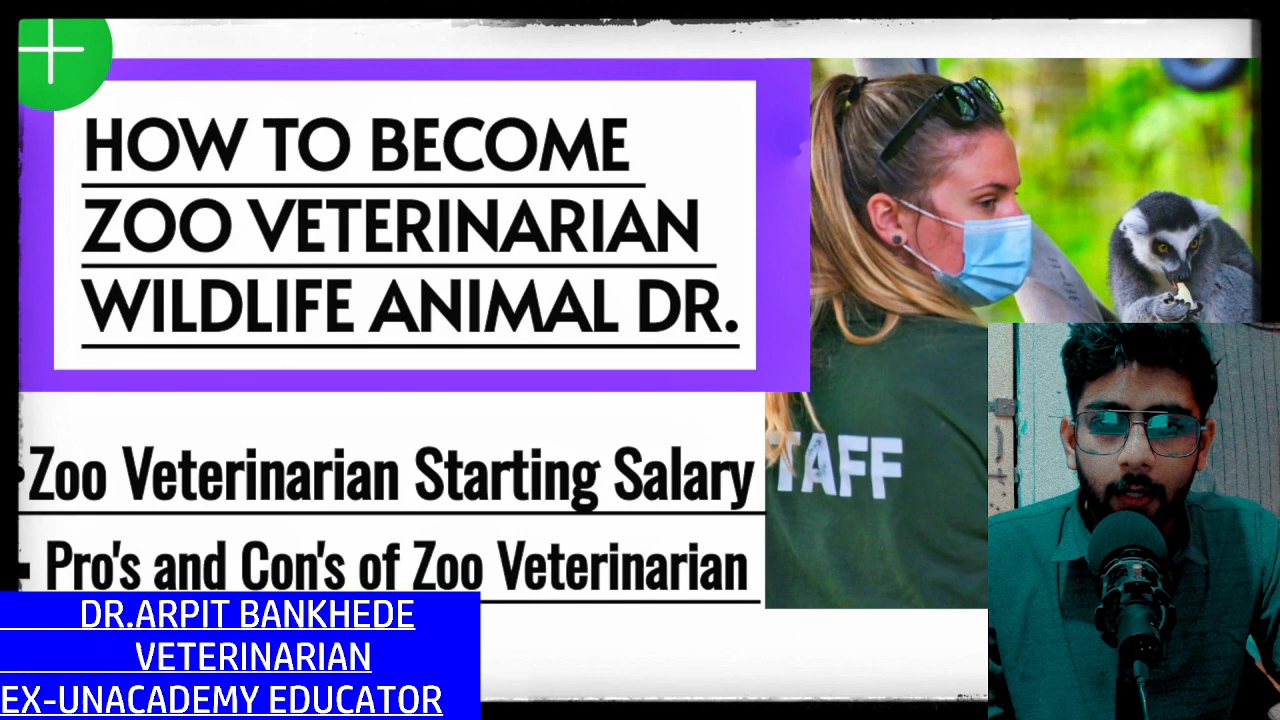 HOW TO BECOME
ZOO VETERINARIAN
WILDLIFE ANIMAL DR.
Zoo Veterinarian Starting Salary
Pro's and Con's of Zoo Veterinarian
TAFF
DR.ARPIT BANKHEDE
VETERINARIAN
EX-UNACADEMY EDUCATOR